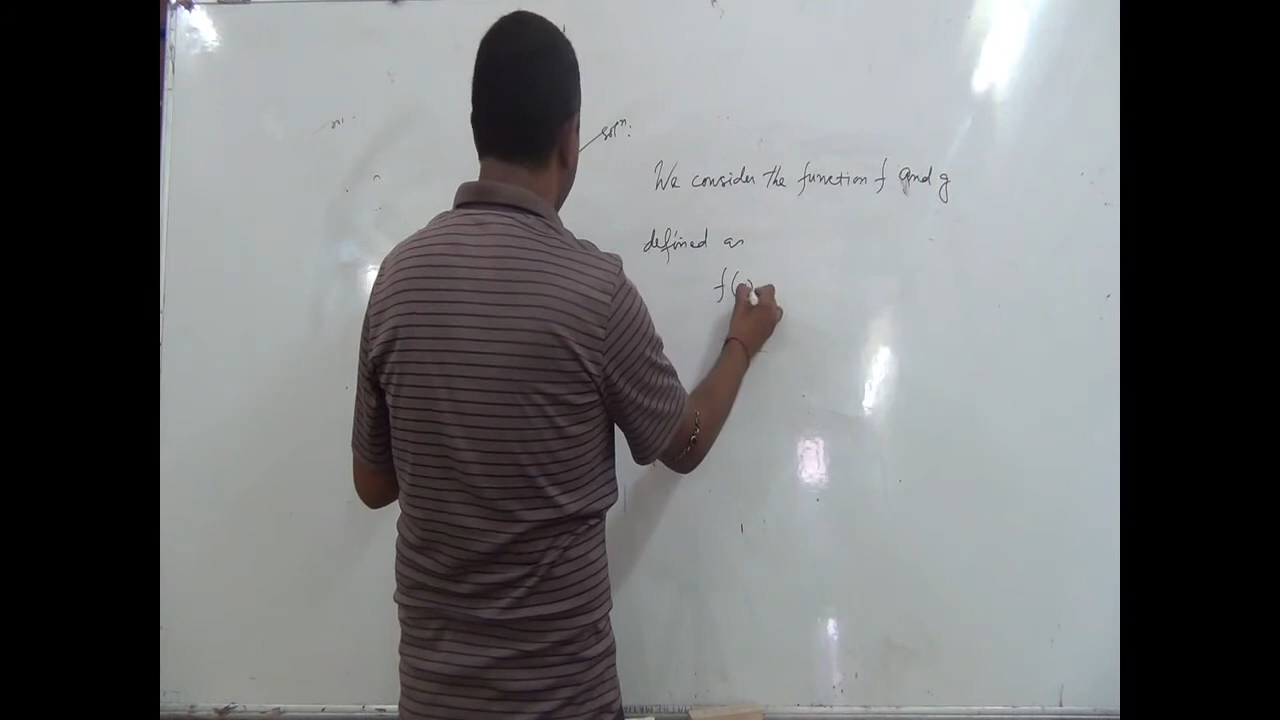 solⁿ:
We consider the function f and g
defined as
f(